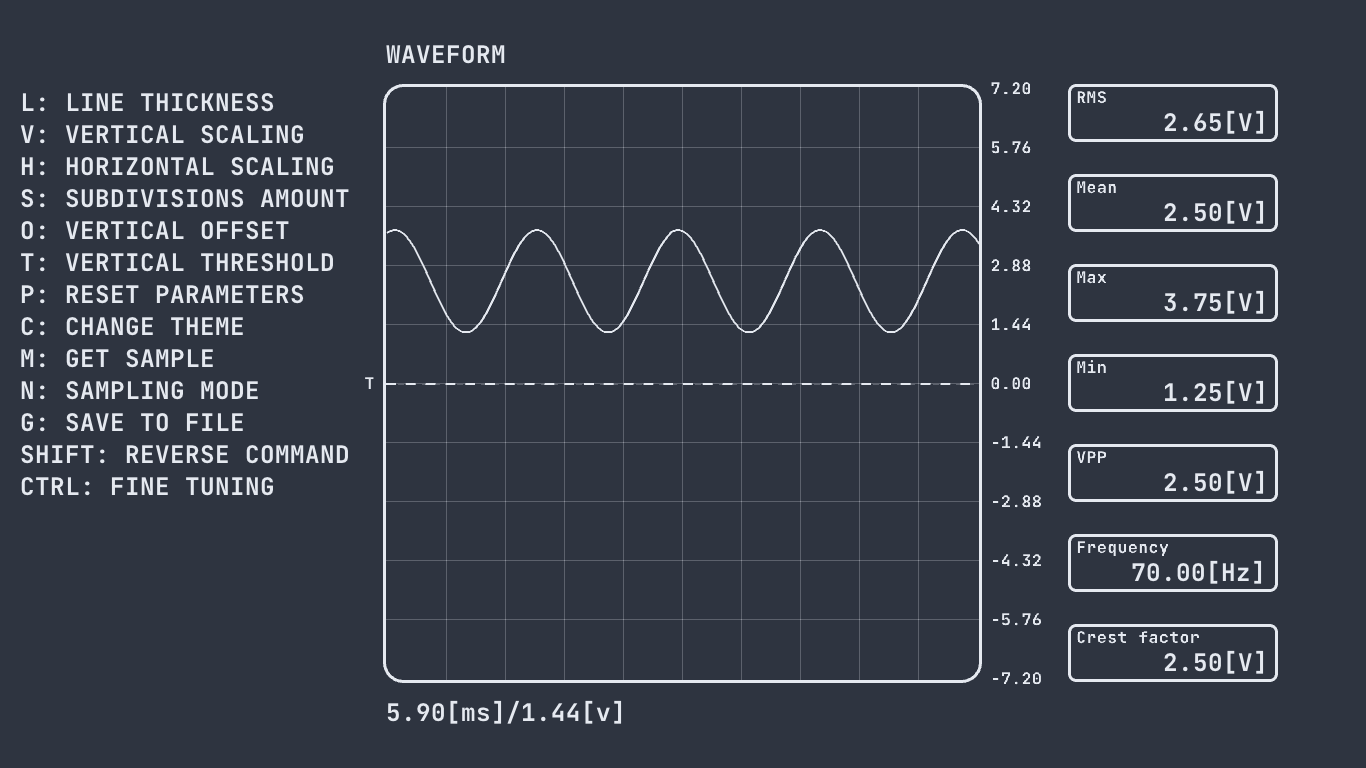 WAVEFORM
L: LINE THICKNESS
V: VERTICAL SCALING
H: HORIZONTAL SCALING
S: SUBDIVISIONS AMOUNT
O: VERTICAL OFFSET
T: VERTICAL THRESHOLD
P: RESET PARAMETERS
C: CHANGE THEME
M: GET SAMPLE
N: SAMPLING MODE
G: SAVE TO FILE
SHIFT: REVERSE COMMAND
CTRL: FINE TUNING
T
7.20
5.76
4.32
2.88
1.44
0.00
-1.44
-2.88
-4.32
-5.76
-7.20
5.90[ms]/1.44[v]
RMS
2.65[V]
Mean
2.50[V]
Max
3.75[V]
Min
1.25[V]
VPP
2.50[V]
Frequency
70.00[Hz]
Crest factor
2.50[V]